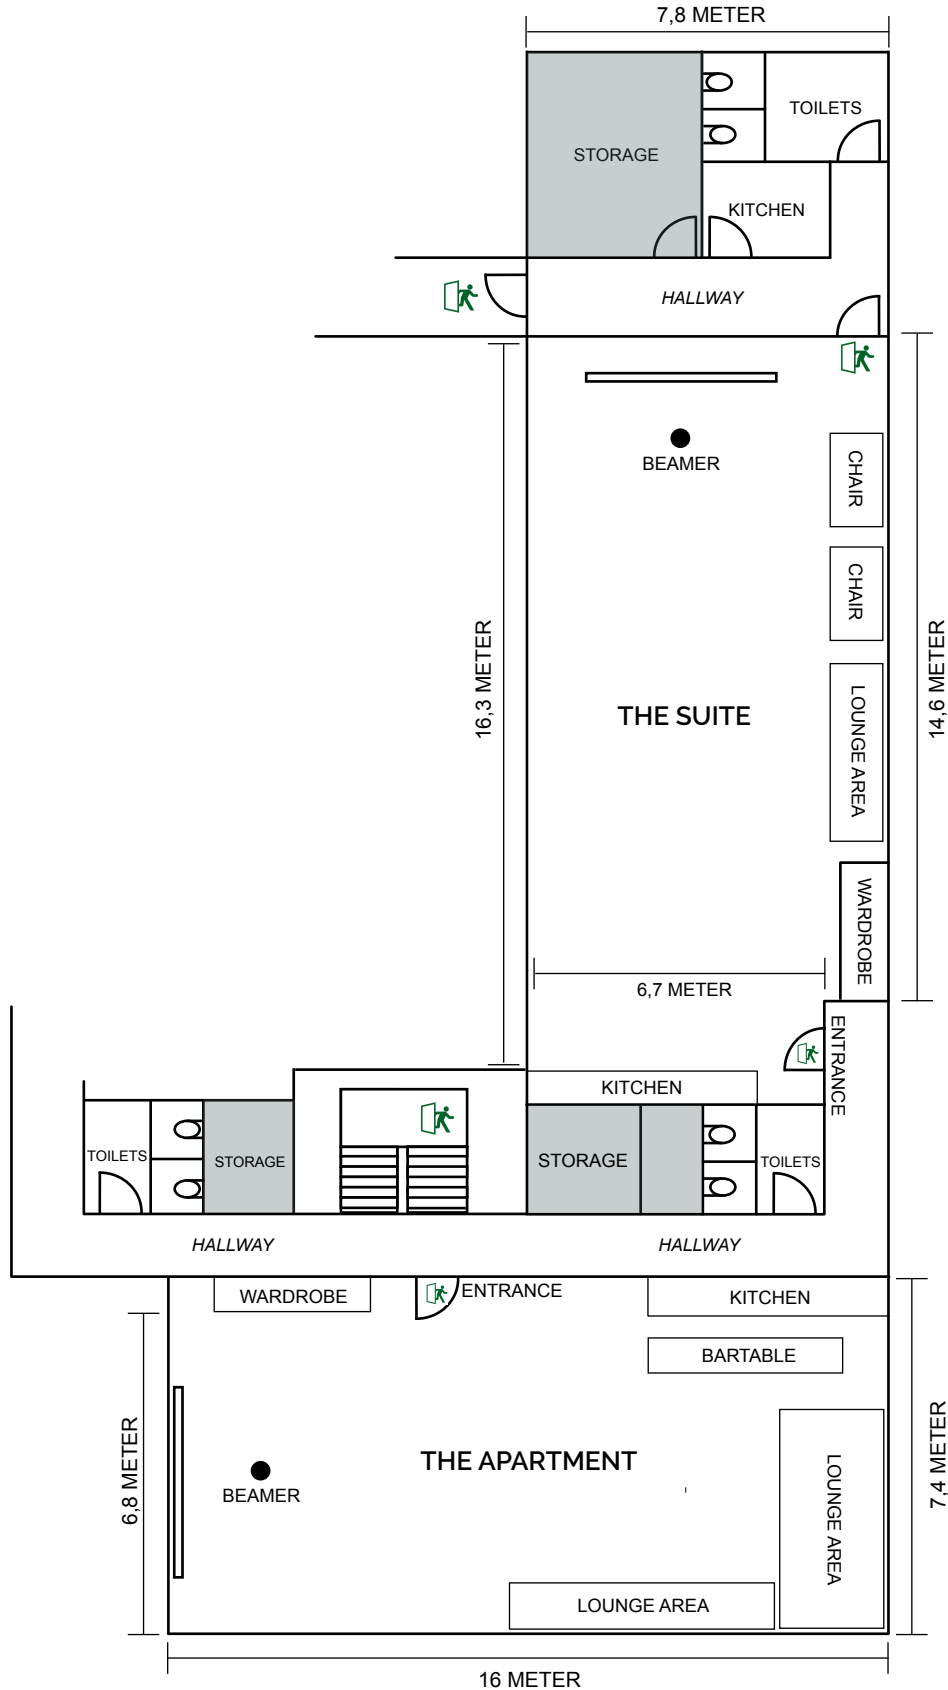 7,8 METER
TOILETS
STORAGE
KITCHEN
HALLWAY
BEAMER
CHAIR
CHAIR
16,3 METER
14,6 METER
THE SUITE
LOUNGE AREA
WARDROBE
6,7 METER
ENTRANCE
KITCHEN
TOILETS
STORAGE
STORAGE
TOILETS
HALLWAY
HALLWAY
WARDROBE
ENTRANCE
KITCHEN
BARTABLE
6,8 METER
THE APARTMENT
7,4 METER
BEAMER
LOUNGE AREA
LOUNGE AREA
16 METER